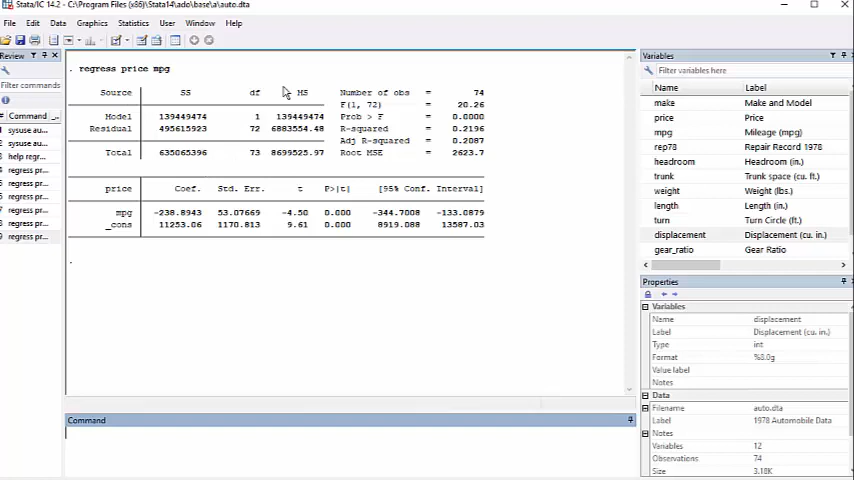 Stata/IC 14.2 - C:\Program Files\Stata14\ado\base\a\auto.dta
File Edit Data Graphics Statistics User Window Help
Review
Filter commands
Command
sysuse au...
sysuse au...
help regre...
regress pr...
regress pr...
regress pr...
regress pr...
regress pr...
9 regress pr...
. regress price mpg
Source SS df MS Number of obs = 74
F(1, 72) = 20.26
Model 139449474 1 139449474 Prob > F = 0.0000
Residual 495615923 72 6883554.48 R-squared = 0.2196
Adj R-squared = 0.2087
Total 635065396 73 8699525.97 Root MSE = 2623.7
price Coef. Std. Err. t P>|t| [95% Conf. Interval]
mpg -238.8943 53.07669 -4.50 0.000 -344.7008 -133.0879
_cons 11253.06 1170.813 9.61 0.000 8919.088 13587.03
.
Command
Variables
Filter variables here
Name Label
make Make and Model
price Price
mpg Mileage (mpg)
rep78 Repair Record 1978
headroom Headroom (in.)
trunk Trunk space (cu. ft.)
weight Weight (lbs.)
length Length (in.)
turn Turn Circle (ft.)
displacement Displacement (cu. in.)
gear_ratio Gear Ratio
Properties
Variables
Name displacement
Label Displacement (cu. in.)
Type int
Format %8.0g
Value label
Notes
Data
Filename auto.dta
Label 1978 Automobile Data
Notes
Variables 12
Observations 74
Size 3.18K